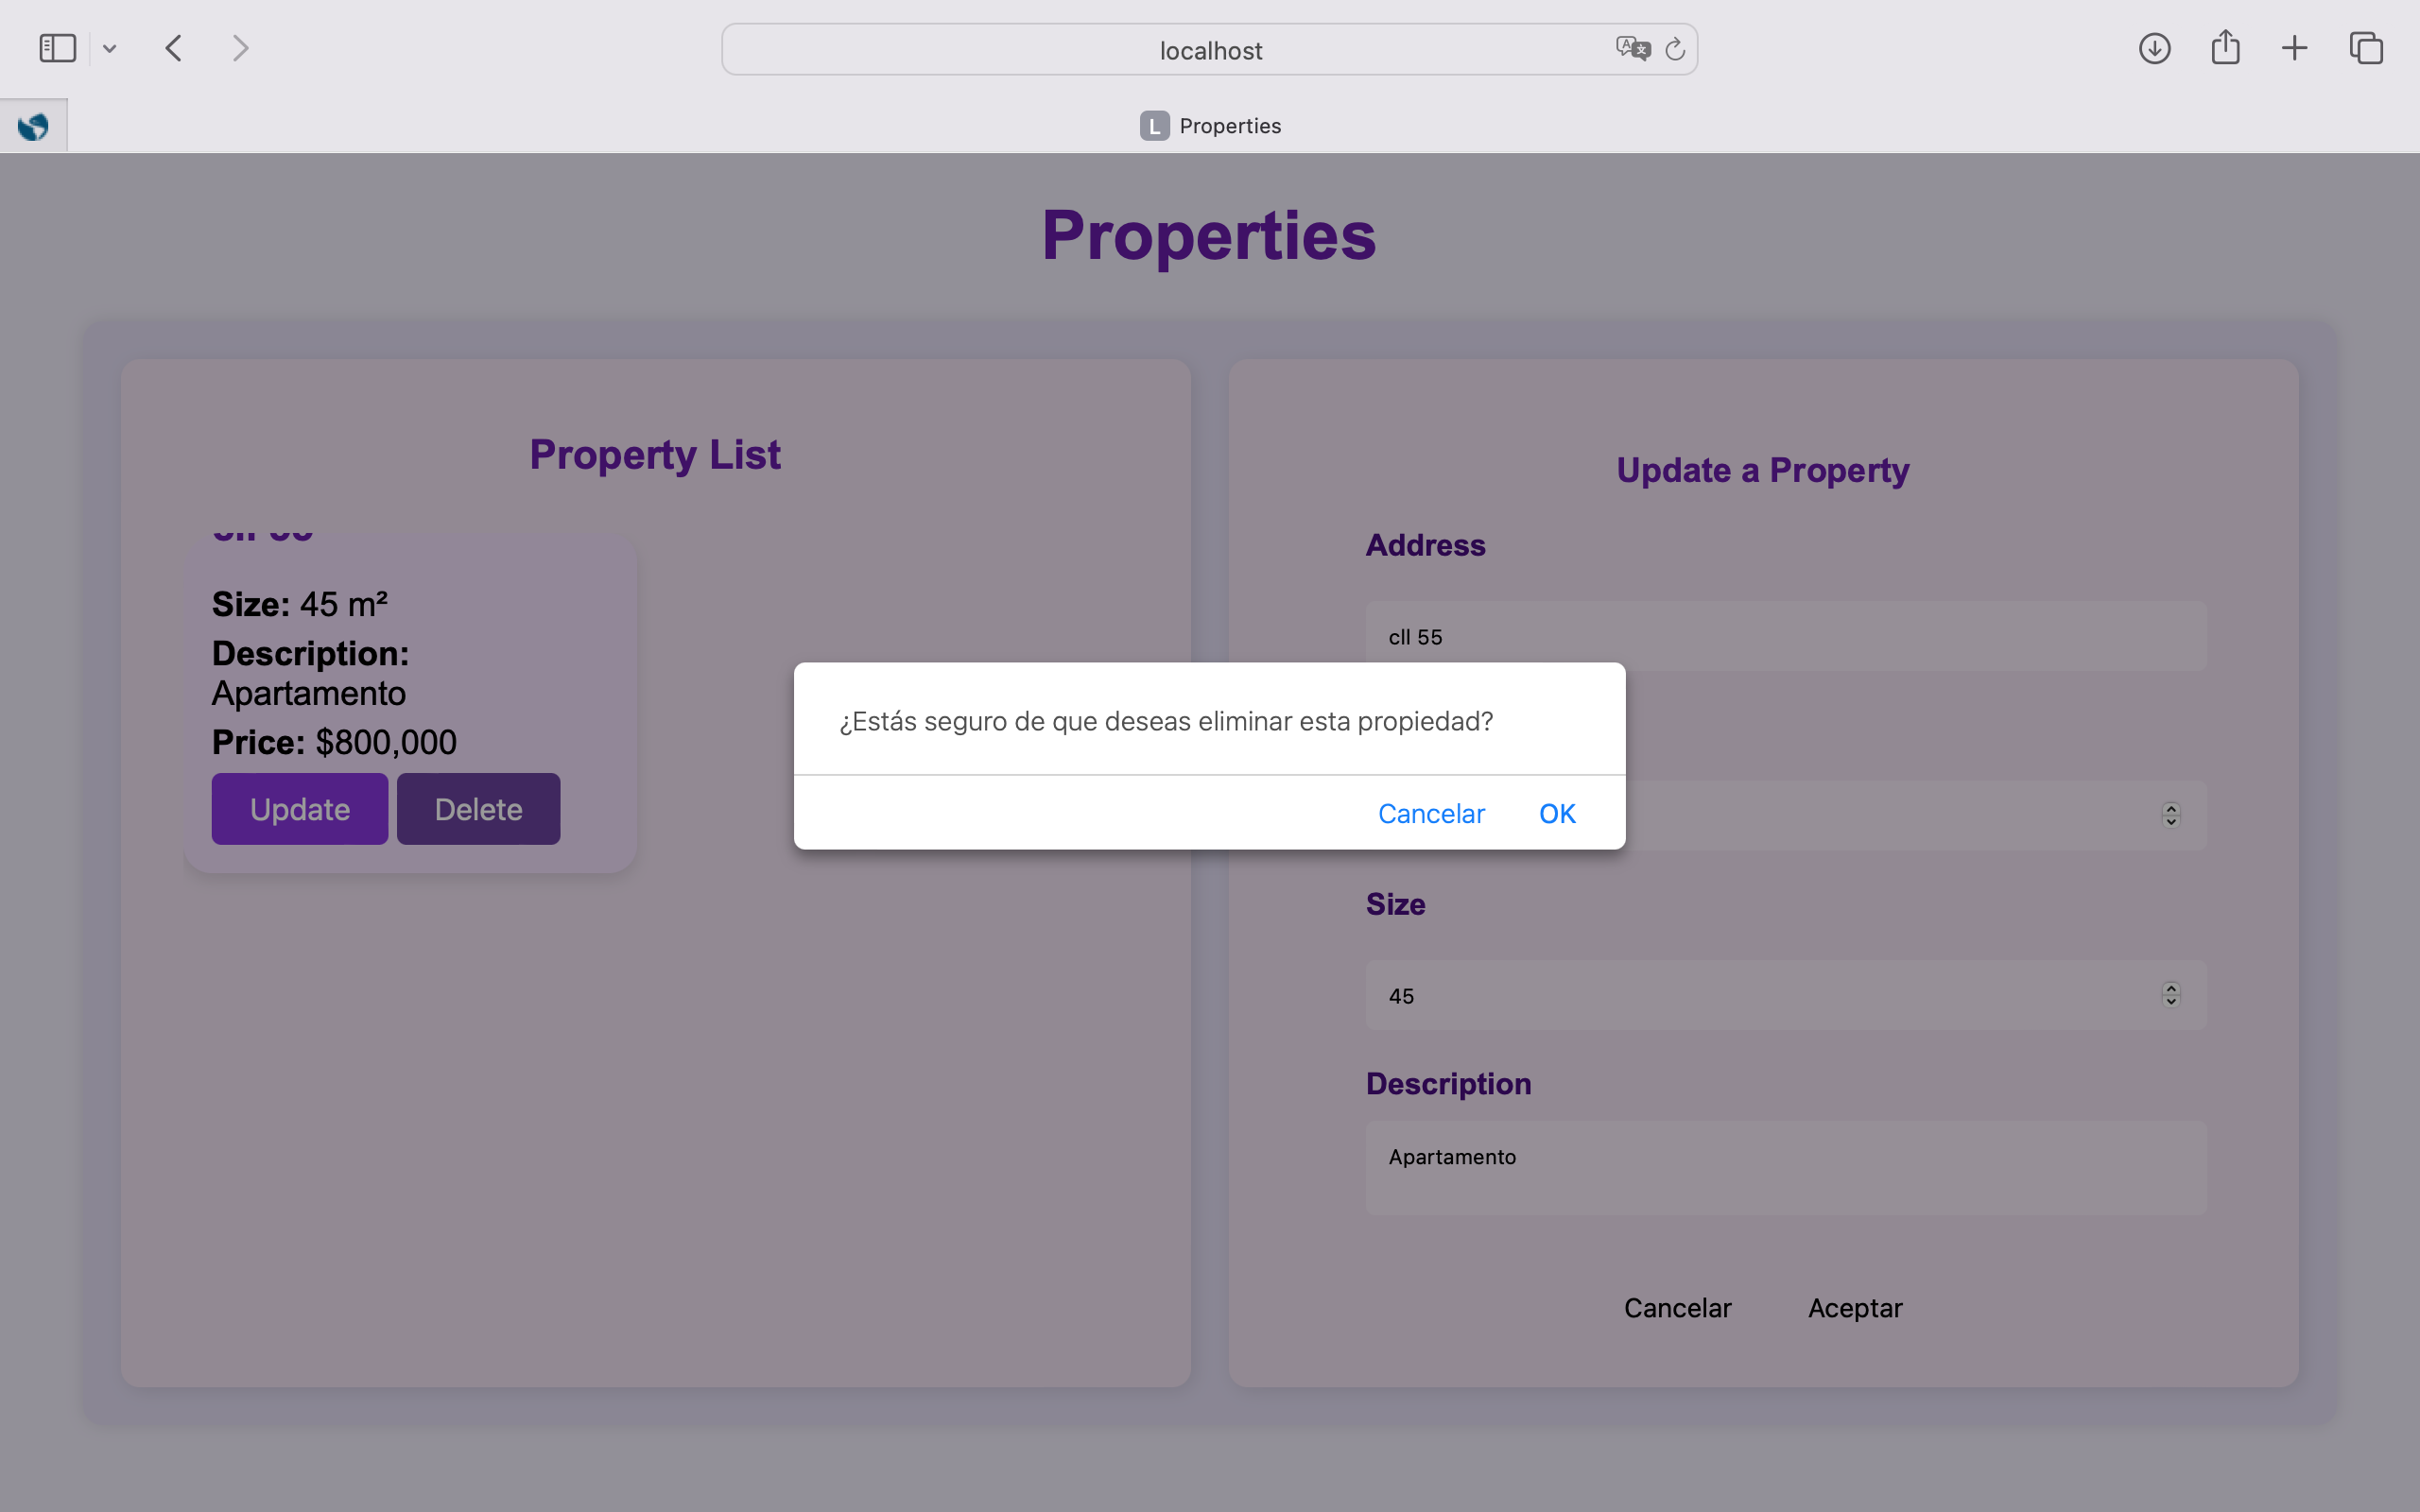 localhost
L Properties
Properties
Property List
Size: 45 m²
Description:
Apartamento
Price: $800,000
Update Delete
Update a Property
Address
cll 55
¿Estás seguro de que deseas eliminar esta propiedad?
Cancelar OK
Size
45
Description
Apartamento
Cancelar Aceptar